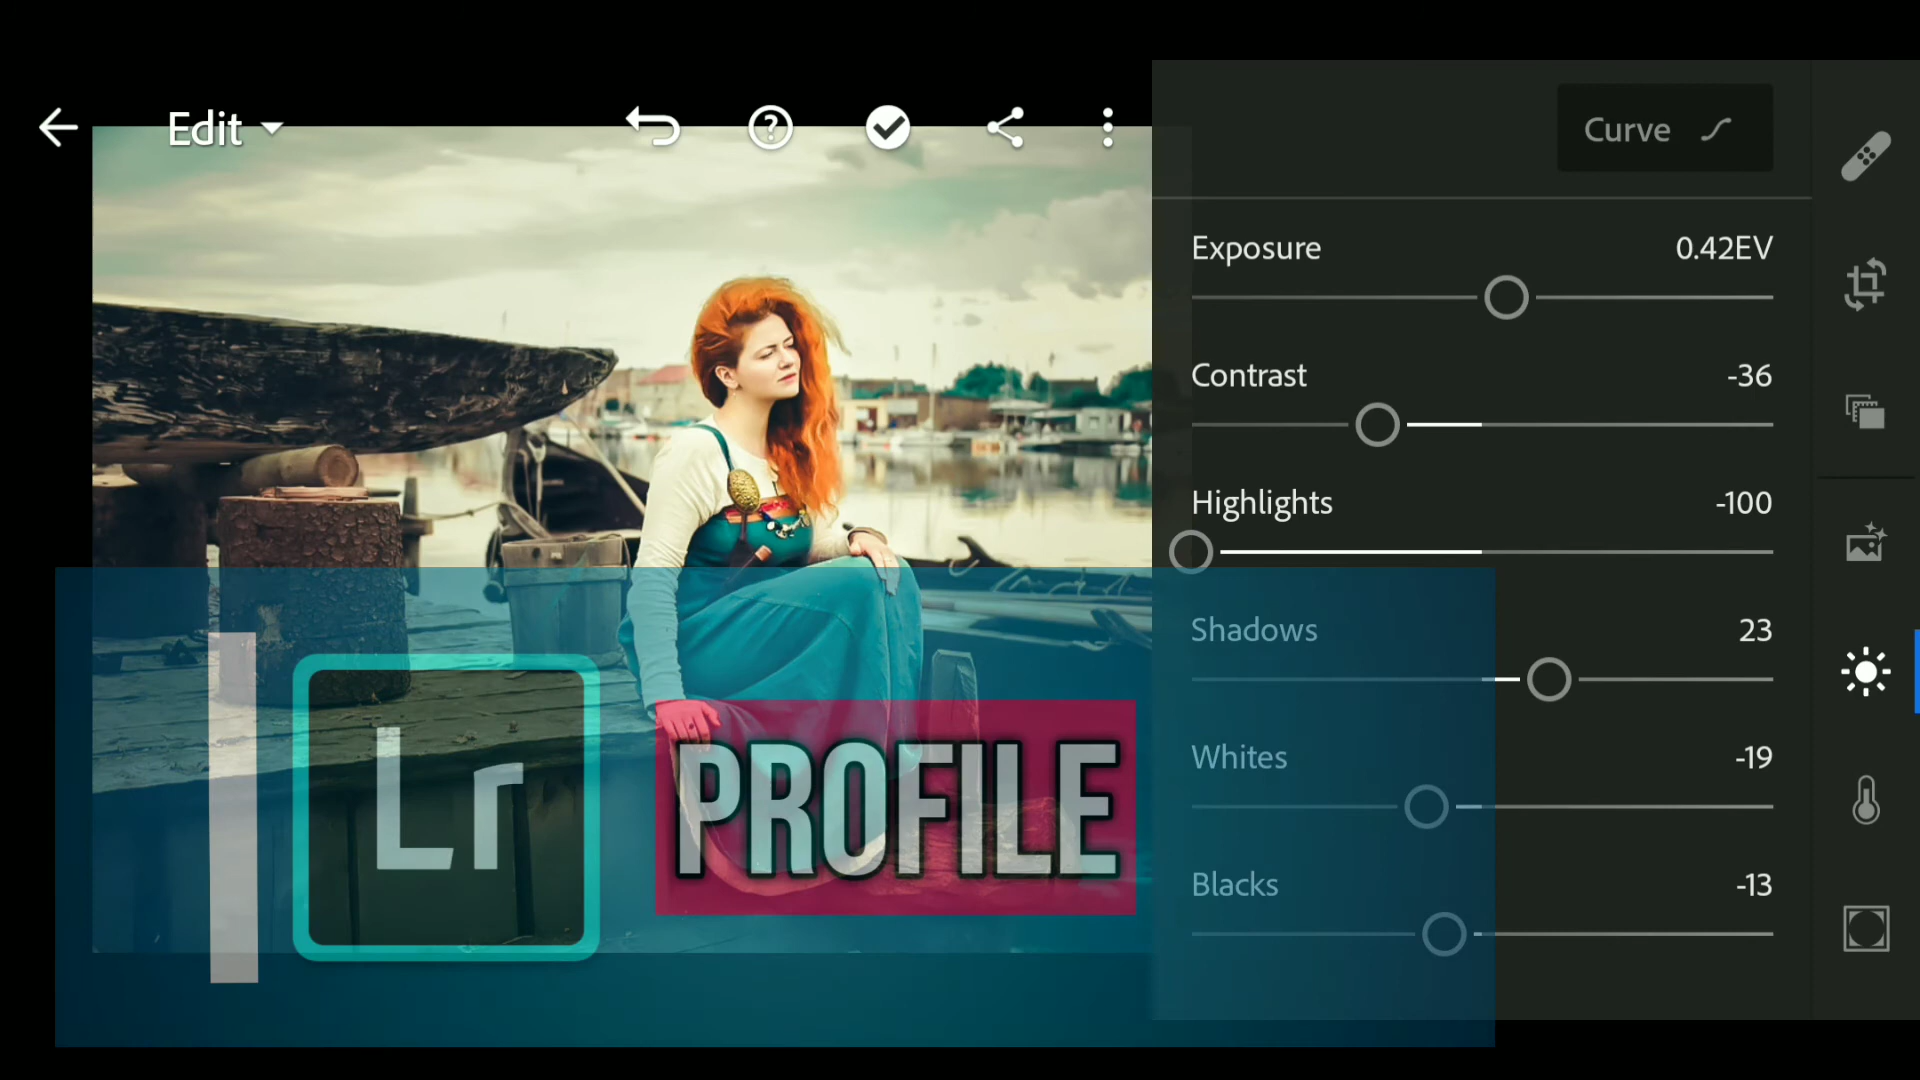 Edit
Curve
Exposure 0.42EV
Contrast -36
Highlights -100
Shadows 23
Whites -19
Blacks -13
Lr
PROFILE